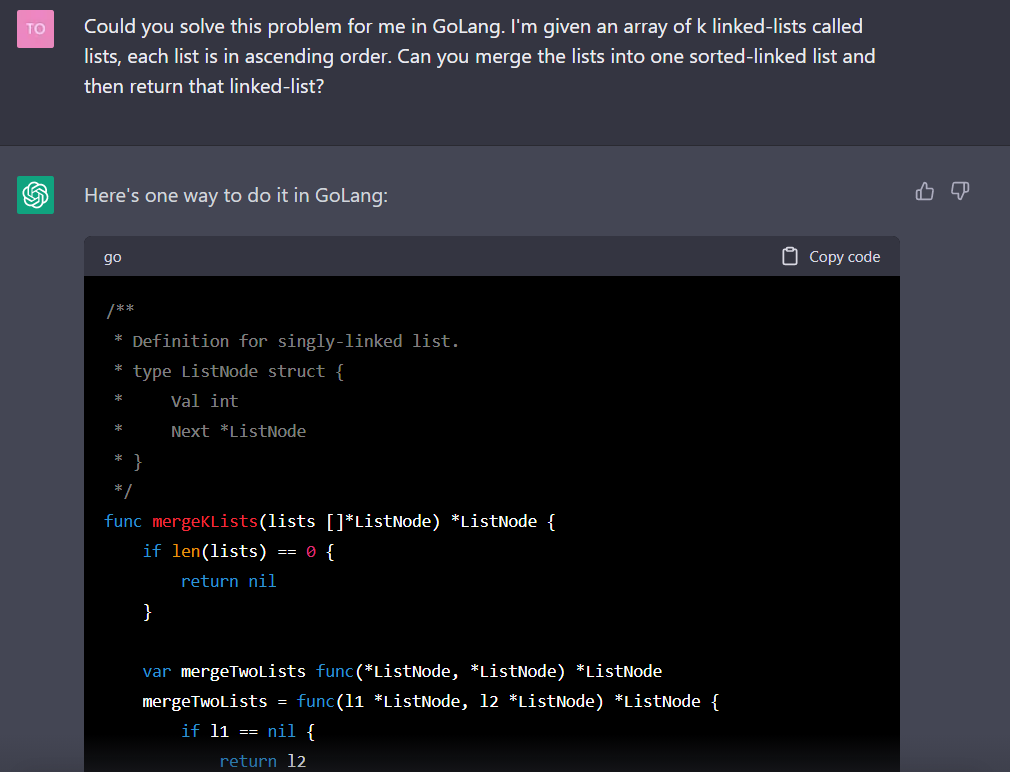 TO
Could you solve this problem for me in GoLang. I'm given an array of k linked-lists called
lists, each list is in ascending order. Can you merge the lists into one sorted-linked list and
then return that linked-list?
Here's one way to do it in GoLang:
go
Copy code
/**
 * Definition for singly-linked list.
 * type ListNode struct {
 *     Val int
 *     Next *ListNode
 * }
 */
func mergeKLists(lists []*ListNode) *ListNode {
    if len(lists) == 0 {
        return nil
    }
    var mergeTwoLists func(*ListNode, *ListNode) *ListNode
    mergeTwoLists = func(l1 *ListNode, l2 *ListNode) *ListNode {
        if l1 == nil {
            return l2